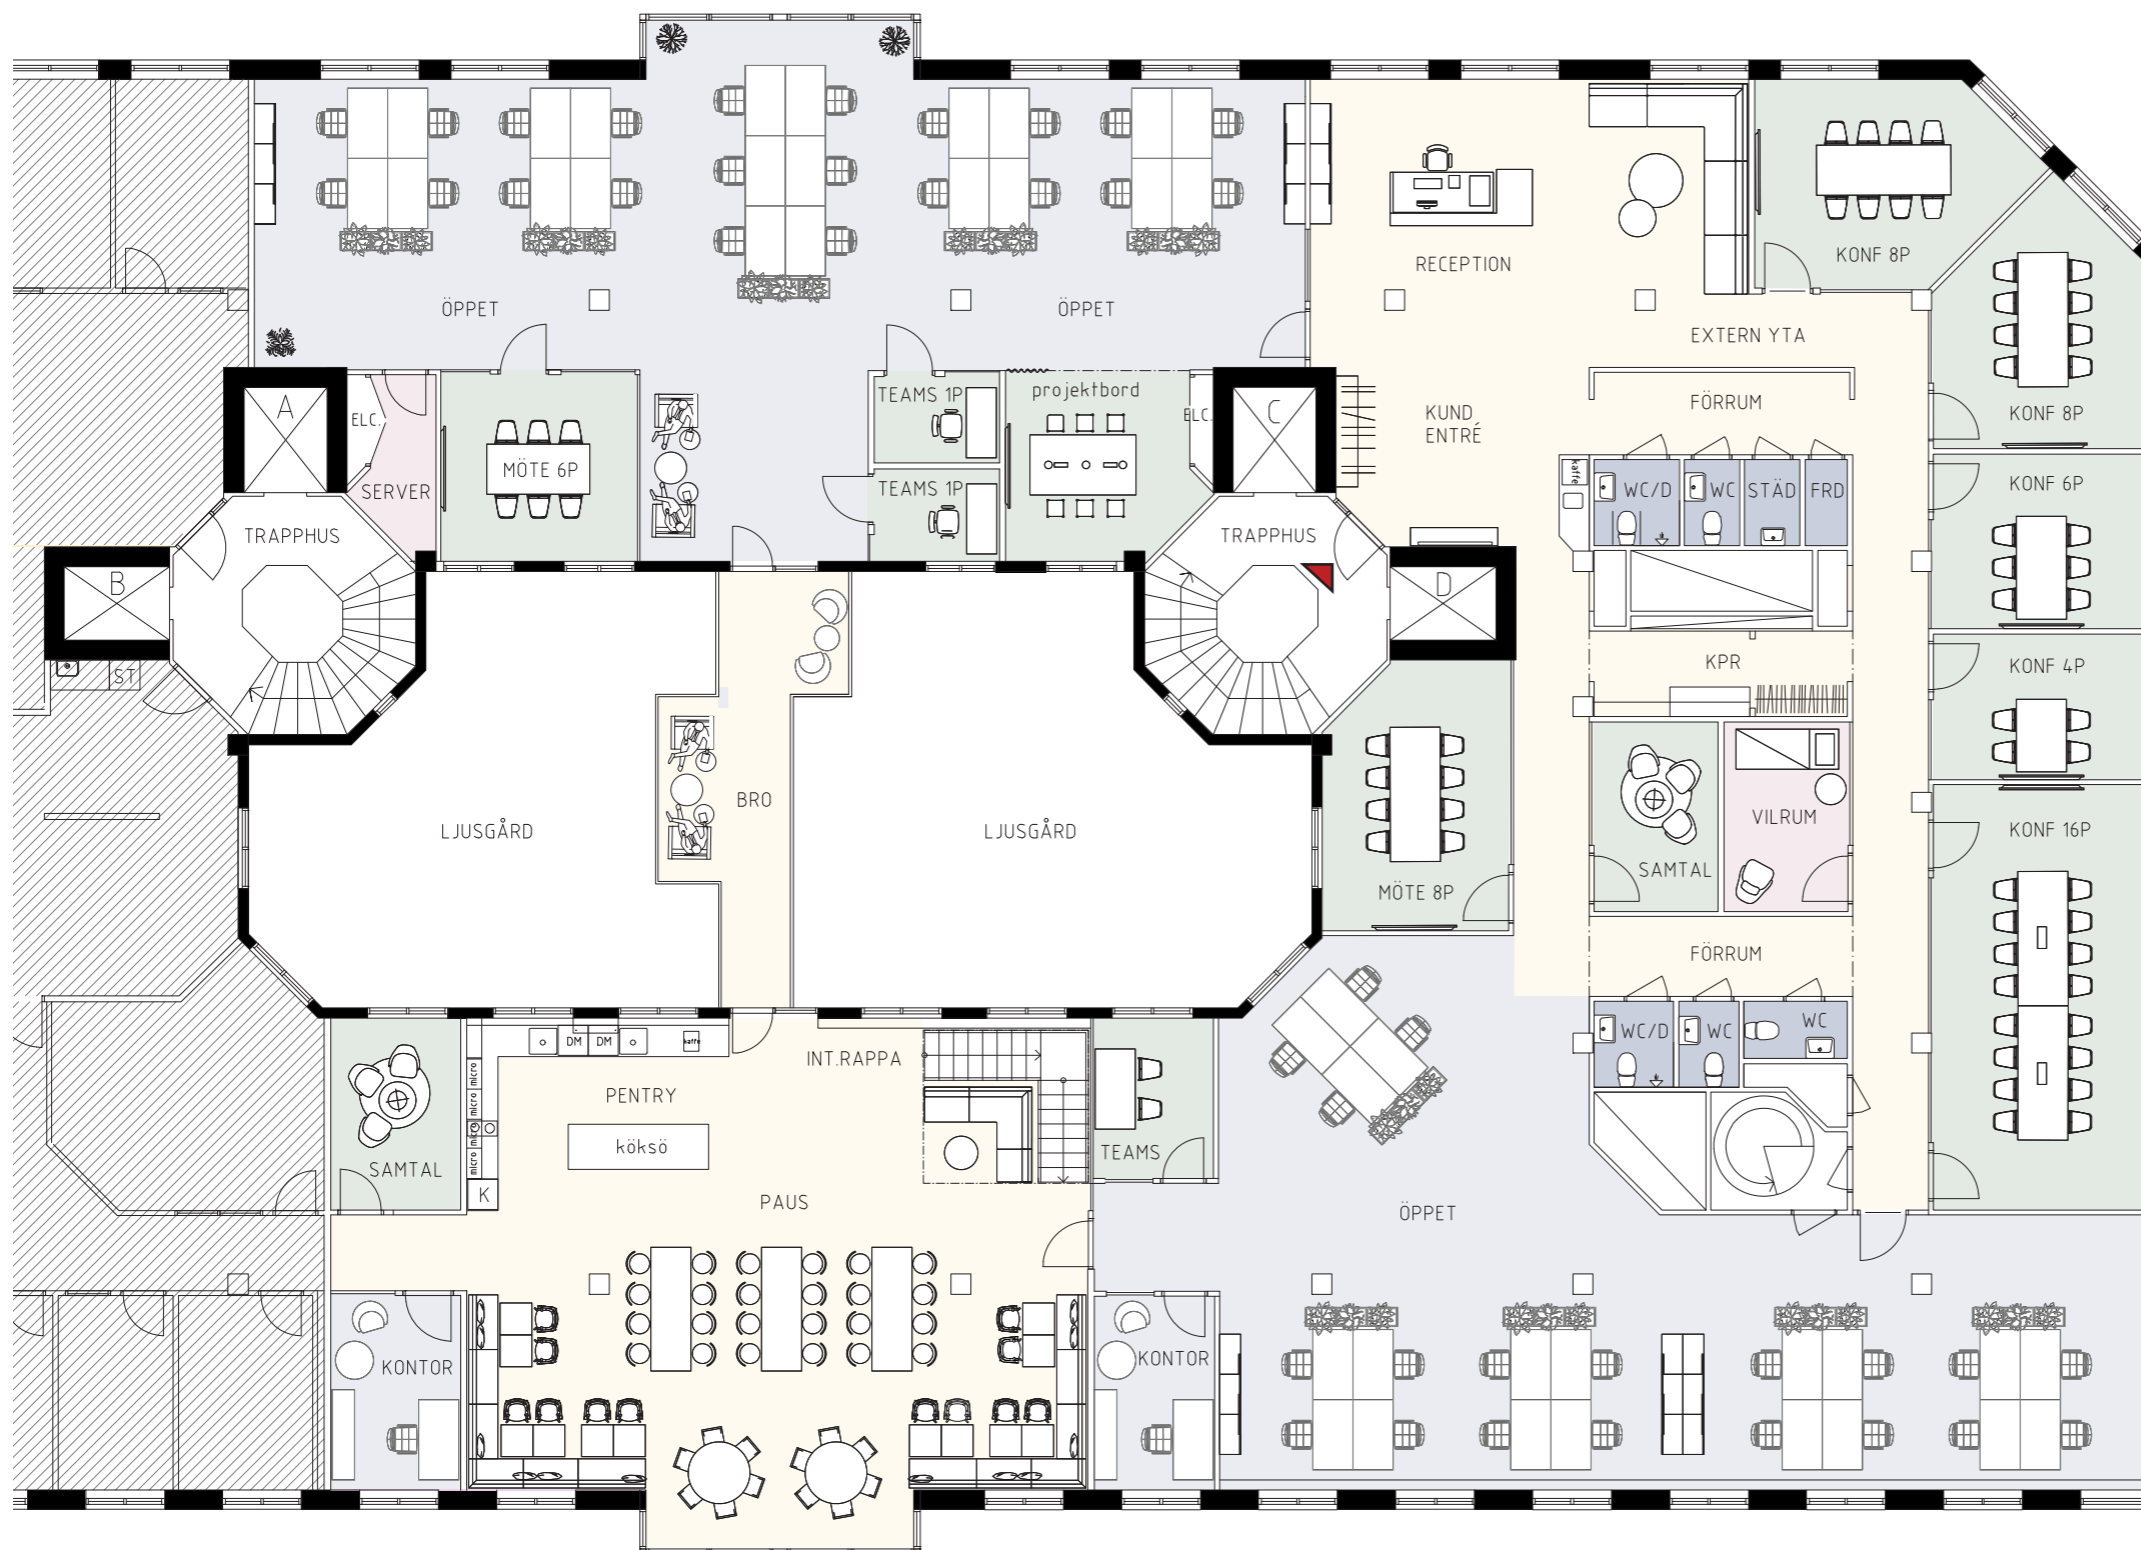 RECEPTION
KONF 8P
ÖPPET
ÖPPET
EXTERN YTA
A
ELC.
SERVER
MÖTE 6P
TEAMS 1P
TEAMS 1P
projektbord
ELC.
C
KUND
ENTRÉ
FÖRRUM
KONF 8P
kaffe
WC/D
WC
STÄD
FRD
KONF 6P
TRAPPHUS
TRAPPHUS
B
D
ST
KPR
KONF 4P
BRO
LJUSGÅRD
LJUSGÅRD
VILRUM
KONF 16P
SAMTAL
MÖTE 8P
FÖRRUM
WC/D
WC
WC
DM
DM
kaffe
INT.RAPPA
PENTRY
micro
micro
micro
micro
köksö
TEAMS
SAMTAL
K
PAUS
ÖPPET
KONTOR
KONTOR